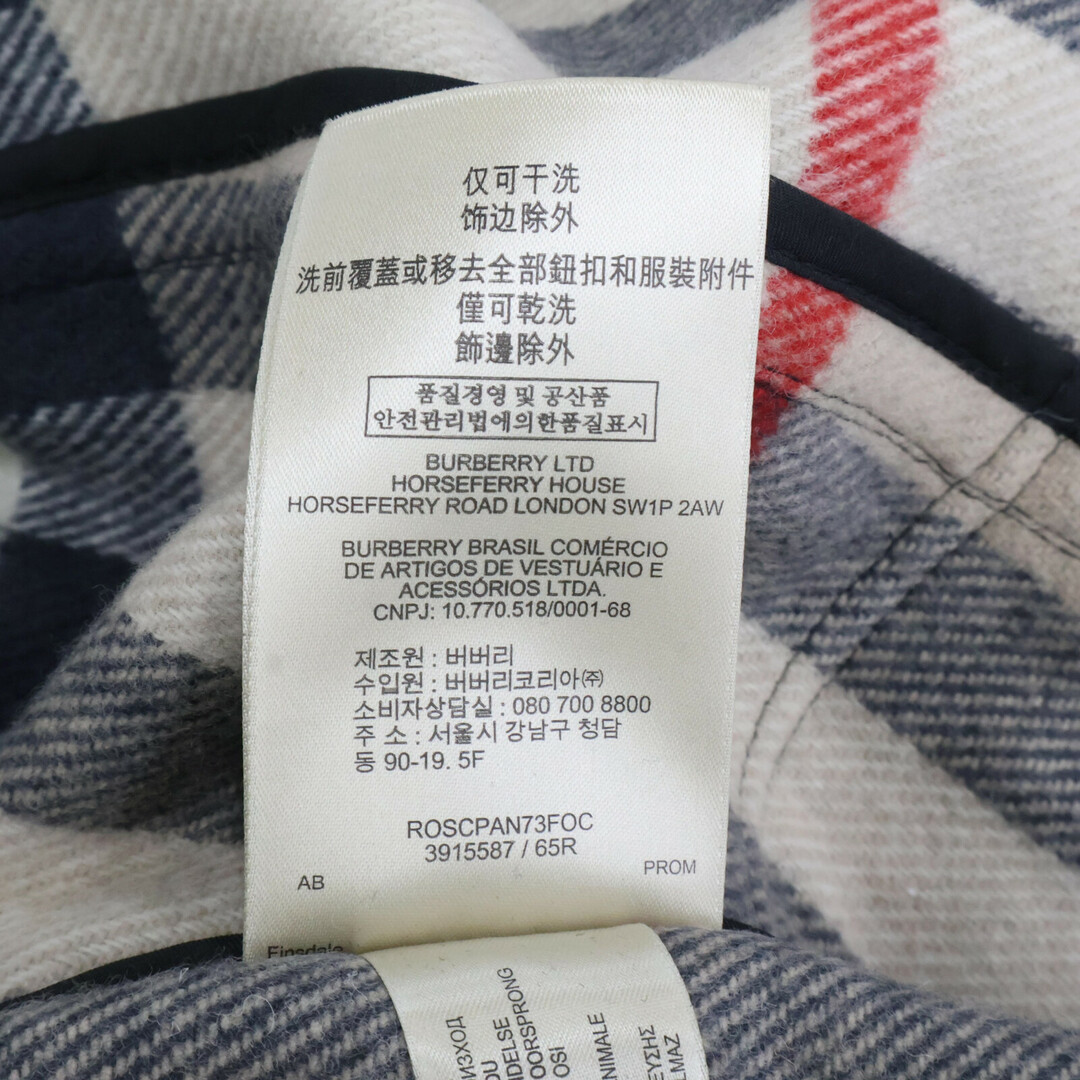 仅可干洗
饰边除外
洗前覆蓋或移去全部鈕扣和服裝附件
僅可乾洗
飾邊除外
품질경영 및 공산품
안전관리법에의한품질표시
BURBERRY LTD
HORSEFERRY HOUSE
HORSEFERRY ROAD LONDON SW1P 2AW
BURBERRY BRASIL COMÉRCIO
DE ARTIGOS DE VESTUÁRIO E
ACESSÓRIOS LTDA.
CNPJ: 10.770.518/0001-68
제조원 : 버버리
수입원 : 버버리코리아㈜
소비자상담실 : 080 700 8800
주 소 : 서울시 강남구 청담
동 90-19. 5F
ROSCPAN73FOC
3915587 / 65R
AB
PROM
Finsdale